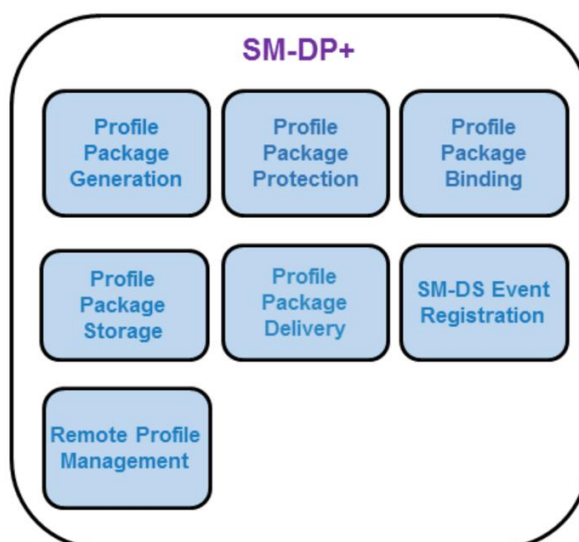 SM-DP+
Profile
Package
Generation
Profile
Package
Protection
Profile
Package
Binding
Profile
Package
Storage
Profile
Package
Delivery
SM-DS Event
Registration
Remote Profile
Management